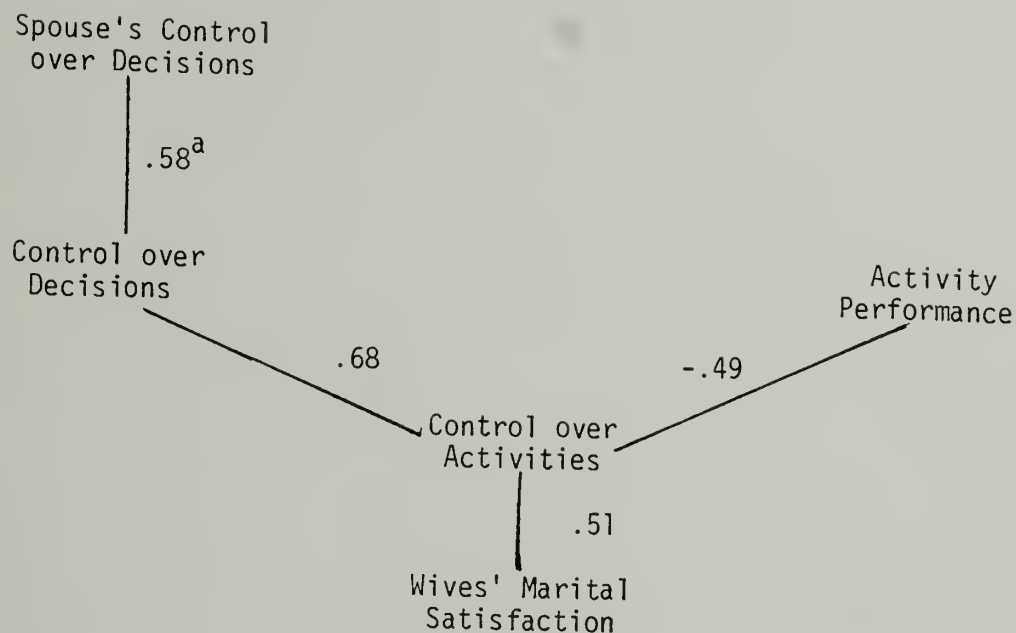 Spouse's Control
over Decisions
.58a
Control over
Decisions
Activity
Performance
.68
-.49
Control over
Activities
.51
Wives' Marital
Satisfaction